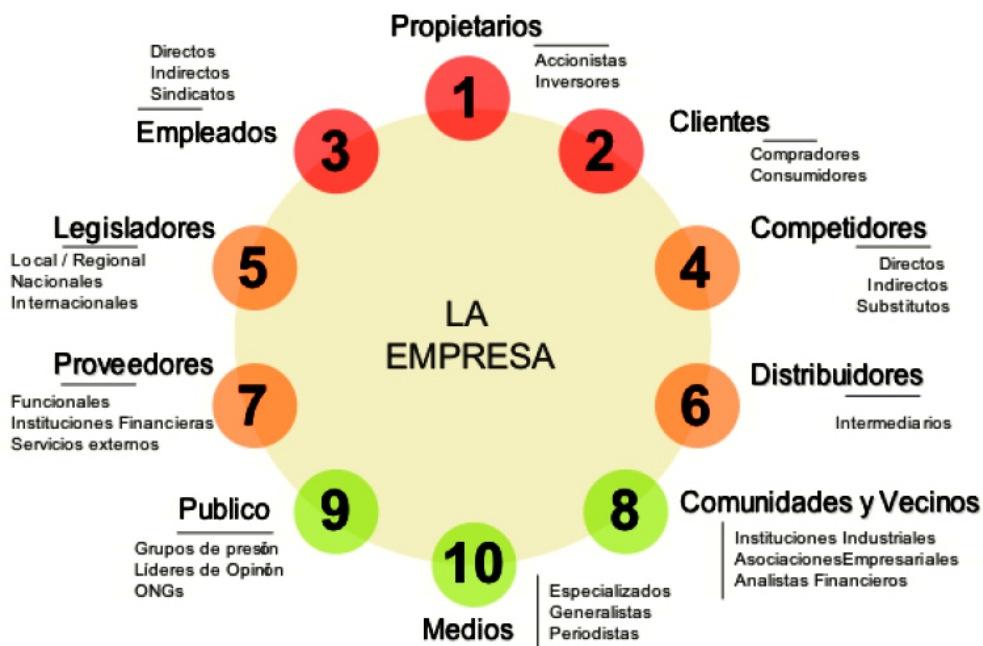 Propietarios
Accionistas
Inversores
1
Directos
Indirectos
Sindicatos
Empleados
3
2
Clientes
Compradores
Consumidores
Legisladores
Local / Regional
Nacionales
Internacionales
5
4
Competidores
Directos
Indirectos
Substitutos
LA
EMPRESA
Proveedores
Funcionales
Instituciones Financieras
Servicios externos
7
6
Distribuidores
Intermediarios
Publico
Grupos de presión
Líderes de Opinión
ONGs
9
8
Comunidades y Vecinos
Instituciones Industriales
AsociacionesEmpresariales
Analistas Financieros
10
Medios
Especializados
Generalistas
Periodistas